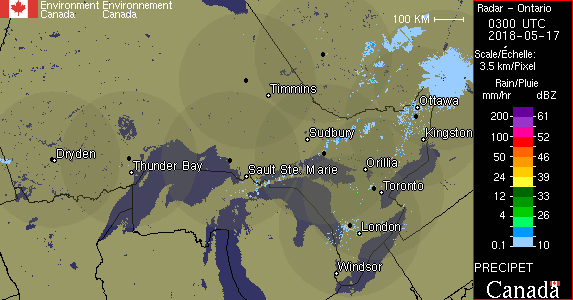 Environment Environnement
Canada Canada
100 KM
Timmins
Ottawa
Sudbury
Kingston
Dryden
Thunder Bay
Sault Ste. Marie
Orillia
Toronto
London
Windsor
Radar - Ontario
0300 UTC
2018-05-17
Scale/Échelle:
3.5 km/Pixel
Rain/Pluie
mm/hr dBZ
200 61
100 52
50 46
24 39
12 33
4 26
0.1 10
PRECIPET
Canada